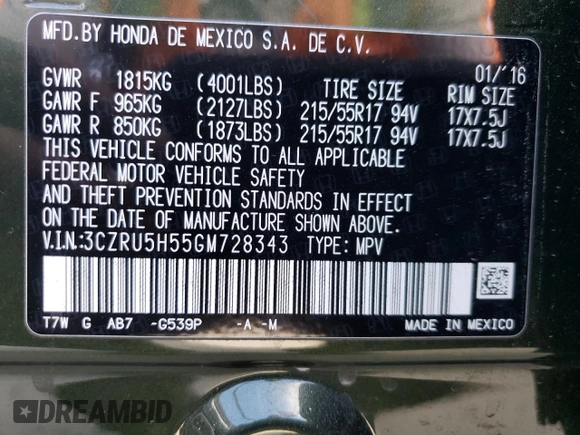 MFD.BY HONDA DE MEXICO S.A. DE C.V.
01/'16
GVWR 1815KG (4001LBS) TIRE SIZE RIM SIZE
GAWR F 965KG (2127LBS) 215/55R17 94V 17X7.5J
GAWR R 850KG (1873LBS) 215/55R17 94V 17X7.5J
THIS VEHICLE CONFORMS TO ALL APPLICABLE
FEDERAL MOTOR VEHICLE SAFETY
AND THEFT PREVENTION STANDARDS IN EFFECT
ON THE DATE OF MANUFACTURE SHOWN ABOVE.
V.I.N.:3CZRU5H55GM728343 TYPE: MPV
T7W G AB7 -G539P -A -M MADE IN MEXICO
DREAMBID